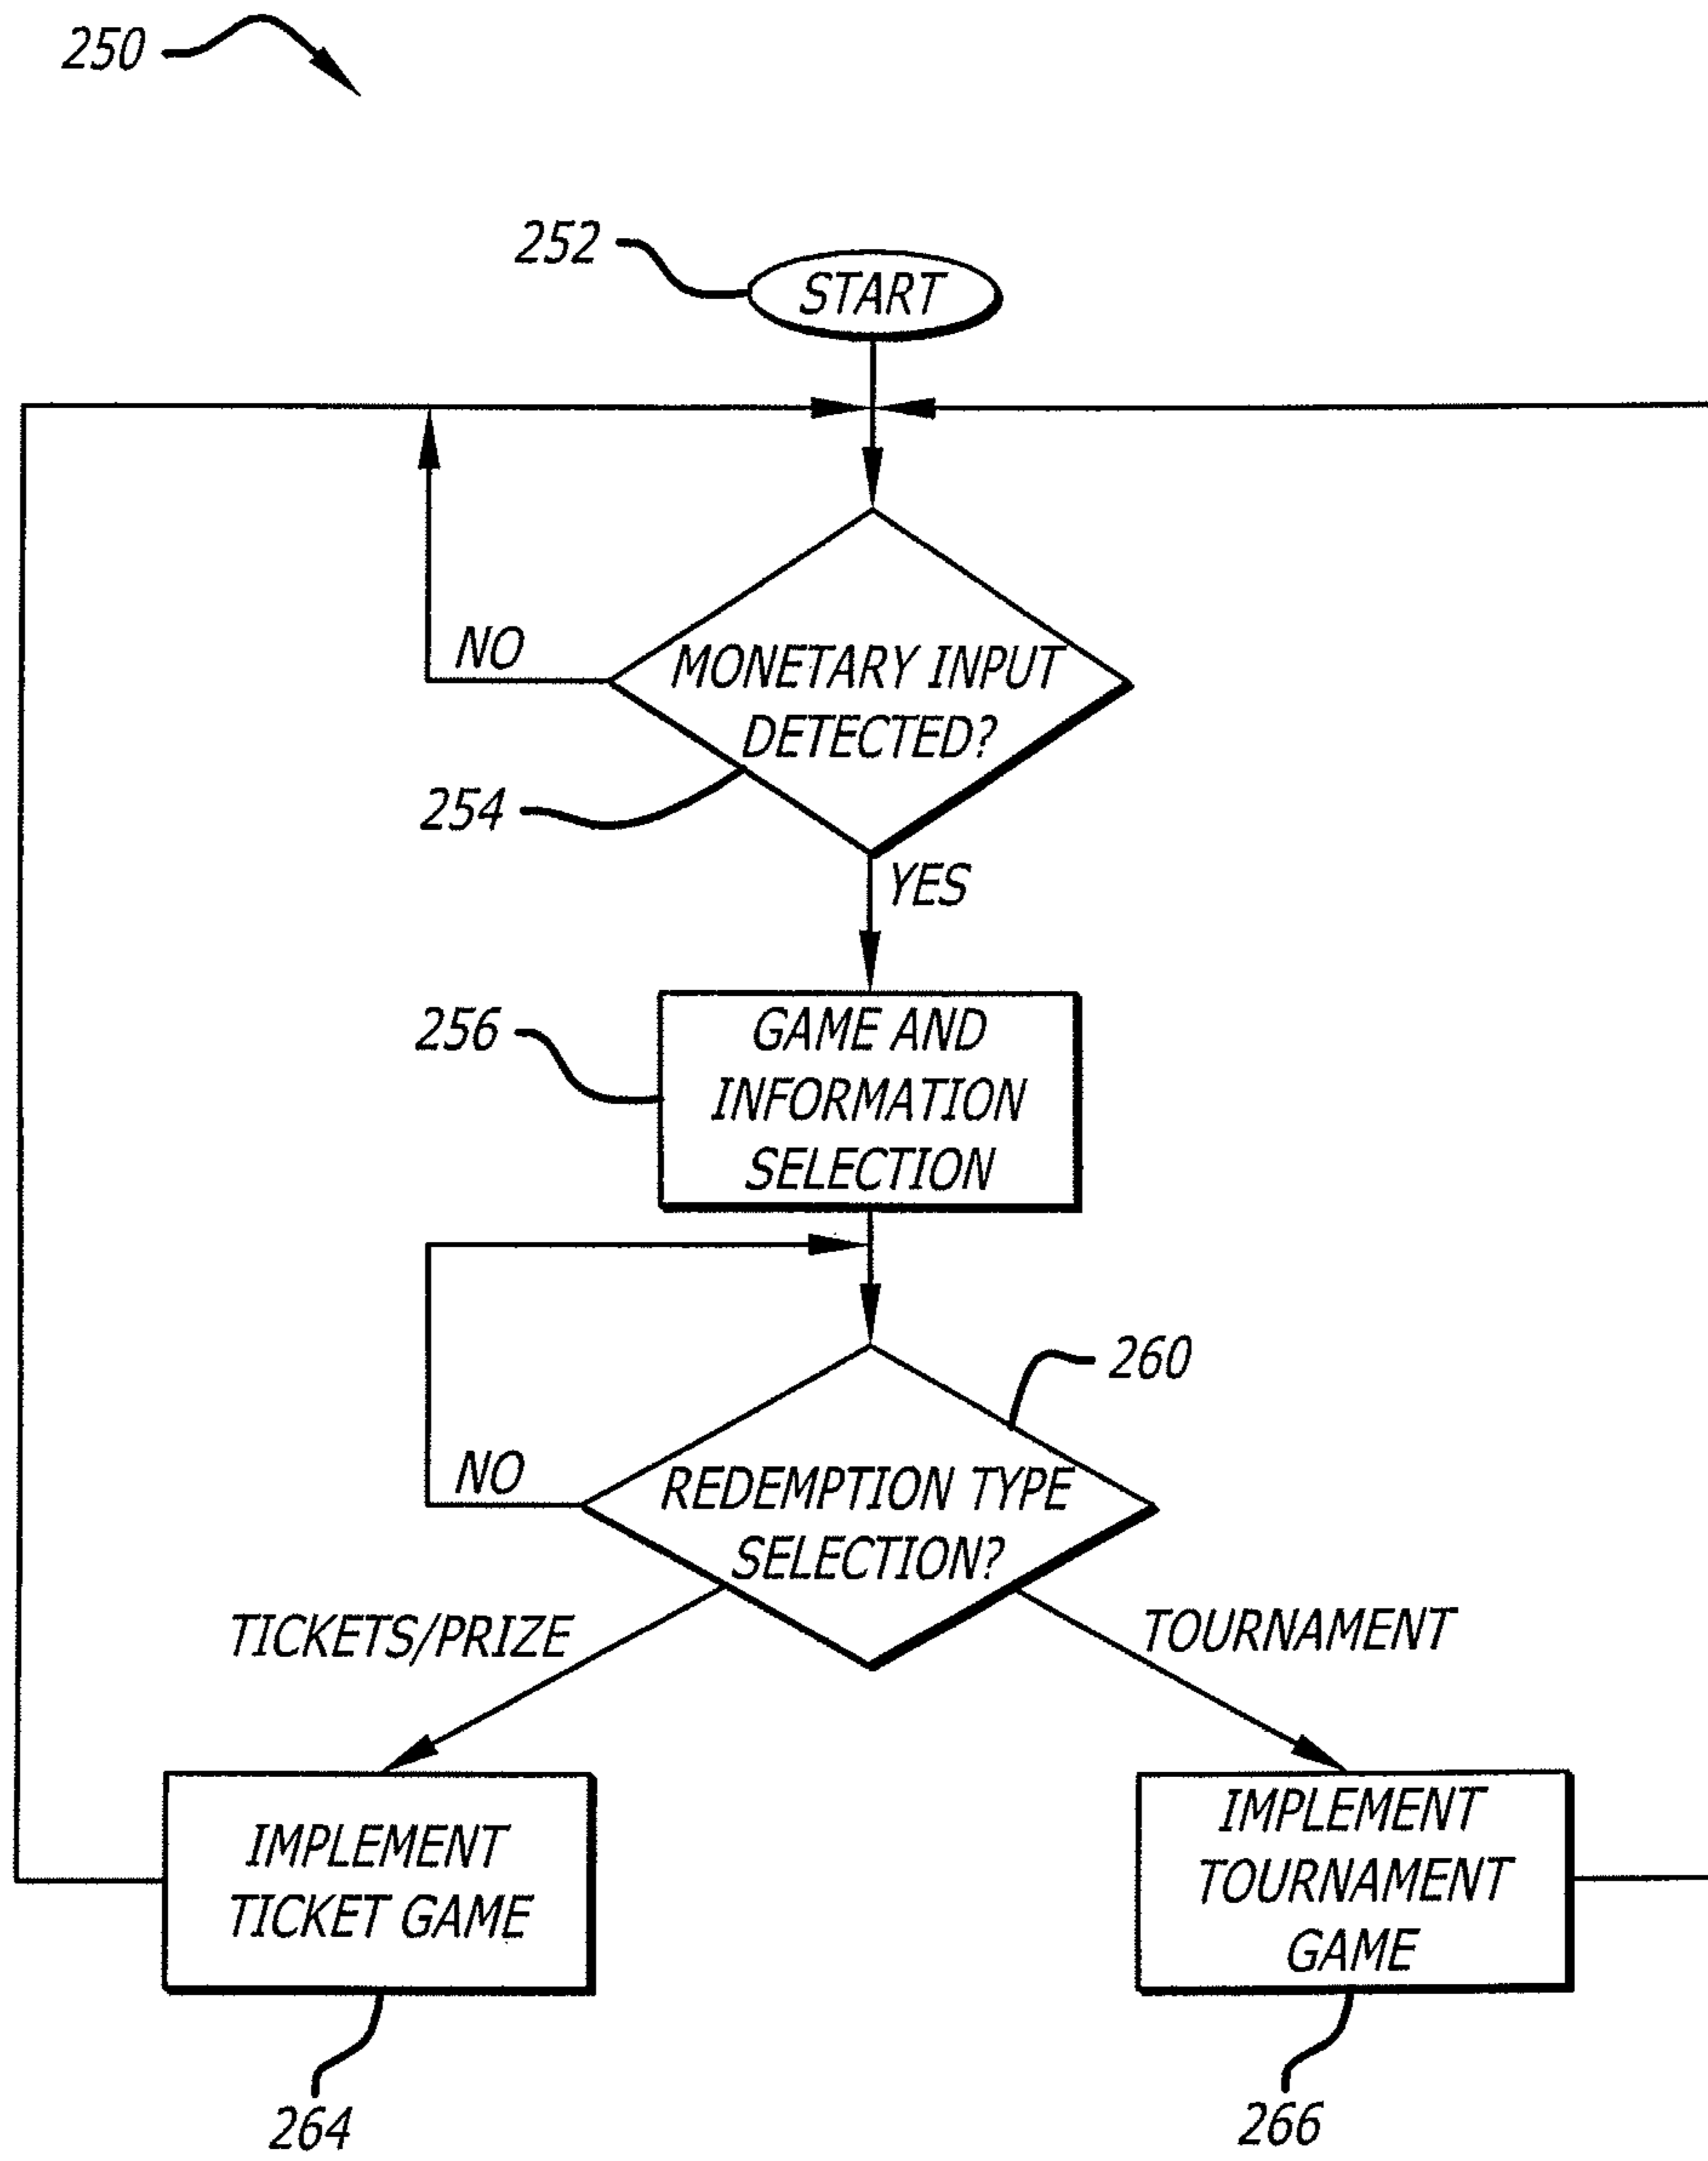 250
252
START
NO
MONETARY INPUT
DETECTED?
254
YES
256
GAME AND
INFORMATION
SELECTION
260
NO
REDEMPTION TYPE
SELECTION?
TICKETS/PRIZE
TOURNAMENT
IMPLEMENT
TICKET GAME
IMPLEMENT
TOURNAMENT
GAME
264
266